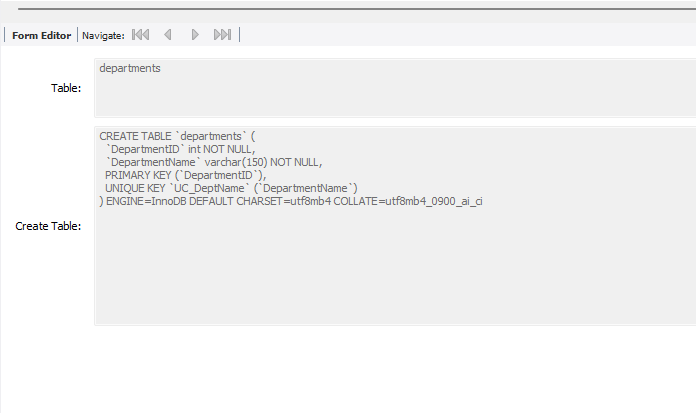 Form Editor Navigate:
Table:
departments
Create Table:
CREATE TABLE `departments` (
  `DepartmentID` int NOT NULL,
  `DepartmentName` varchar(150) NOT NULL,
  PRIMARY KEY (`DepartmentID`),
  UNIQUE KEY `UC_DeptName` (`DepartmentName`)
) ENGINE=InnoDB DEFAULT CHARSET=utf8mb4 COLLATE=utf8mb4_0900_ai_ci